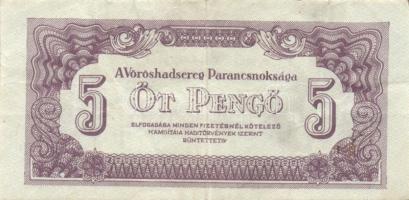 A Vöröshadsereg Parancsnoksága
5 ÖT PENGŐ 5
ELFOGADÁSA MINDEN FIZETÉSNÉL KÖTELEZŐ
HAMISÍTÁSA HADITÖRVÉNYEK SZERINT
BÜNTETTETIK